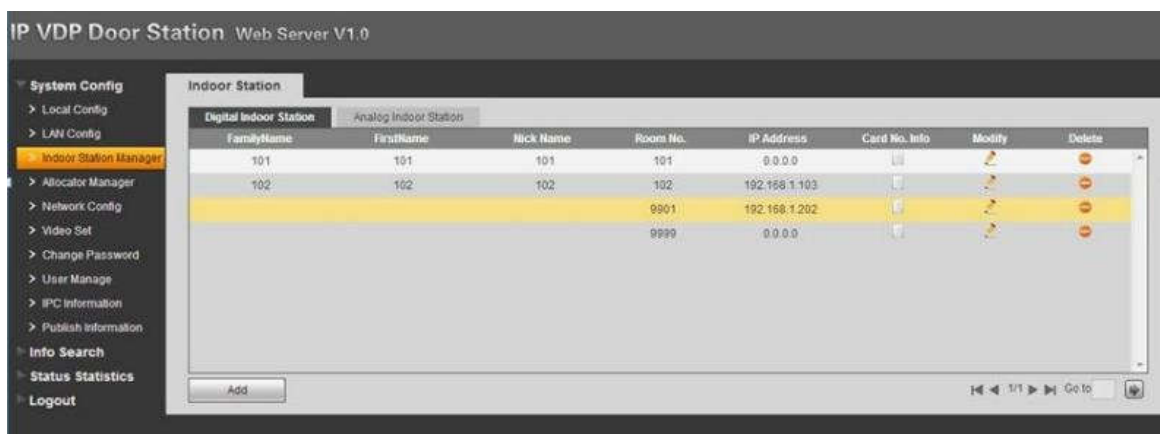 IP VDP Door Station Web Server V1.0
System Config
> Local Config
> LAN Config
> Indoor Station Manager
> Allocator Manager
> Network Config
> Video Set
> Change Password
> User Manage
> IPC Information
> Publish Information
Info Search
Status Statistics
Logout
Indoor Station
Digital Indoor Station Analog Indoor Station
FamilyName FirstName Nick Name Room No. IP Address Card No. Info Modify Delete
101 101 101 101 0.0.0.0
102 102 102 102 192.168.1.103
9901 192.168.1.202
9999 0.0.0.0
Add 1/1 Go to